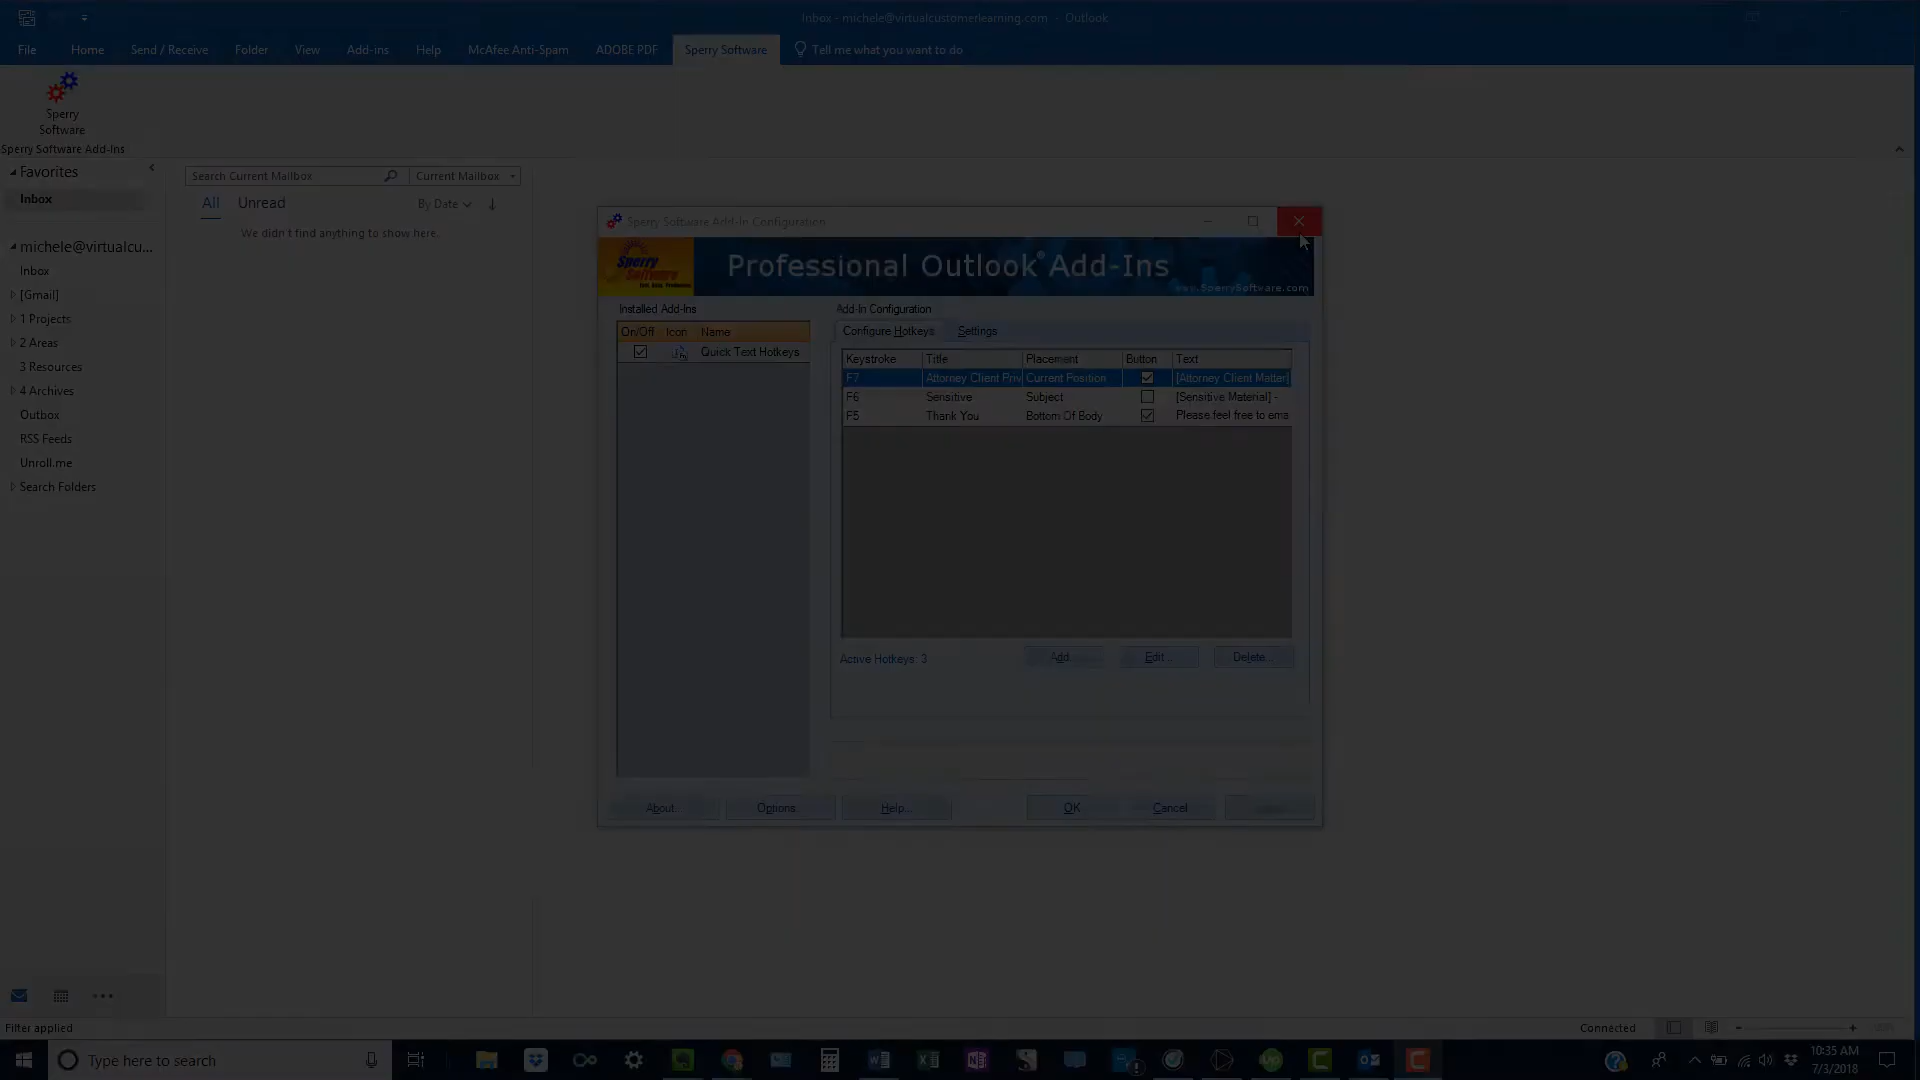 Inbox - michele@virtualcustomerlearning.com - Outlook
File Home Send / Receive Folder View Add-ins Help McAfee Anti-Spam ADOBE PDF Sperry Software Tell me what you want to do
Sperry
Software
Sperry Software Add-Ins
Favorites
Inbox
michele@virtualcu...
Inbox
[Gmail]
1 Projects
2 Areas
3 Resources
4 Archives
Outbox
RSS Feeds
Unroll.me
Search Folders
Search Current Mailbox Current Mailbox
All Unread By Date
We didn't find anything to show here.
Sperry Software Add-In Configuration
Sperry
Software
Professional Outlook® Add-Ins
www.SperrySoftware.com
Installed Add-Ins
On/Off Icon Name
Quick Text Hotkeys
Add-In Configuration
Configure Hotkeys Settings
Keystroke Title Placement Button Text
F7 Attorney Client Priv Current Position [Attorney Client Matter]
F6 Sensitive Subject [Sensitive Material] -
F5 Thank You Bottom Of Body Please feel free to ema
Active Hotkeys: 3 Add... Edit... Delete...
About... Options... Help... OK Cancel
Filter applied
Connected
Type here to search
10:35 AM
7/3/2018